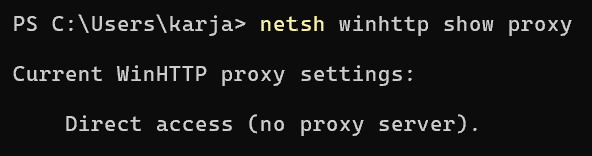 PS C:\Users\karja> netsh winhttp show proxy
Current WinHTTP proxy settings:
    Direct access (no proxy server).